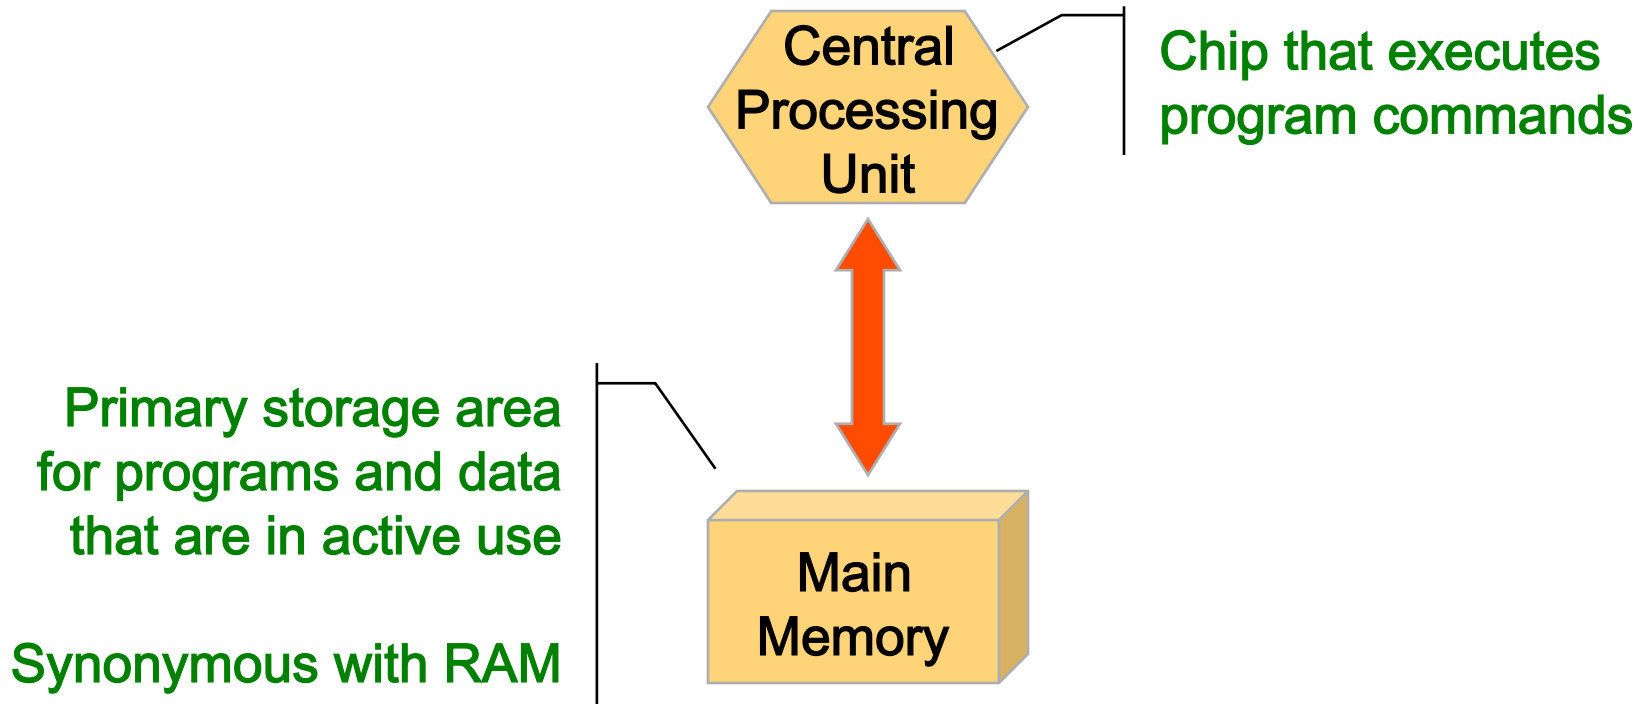 Central
Processing
Unit
Chip that executes
program commands
Primary storage area
for programs and data
that are in active use
Synonymous with RAM
Main
Memory